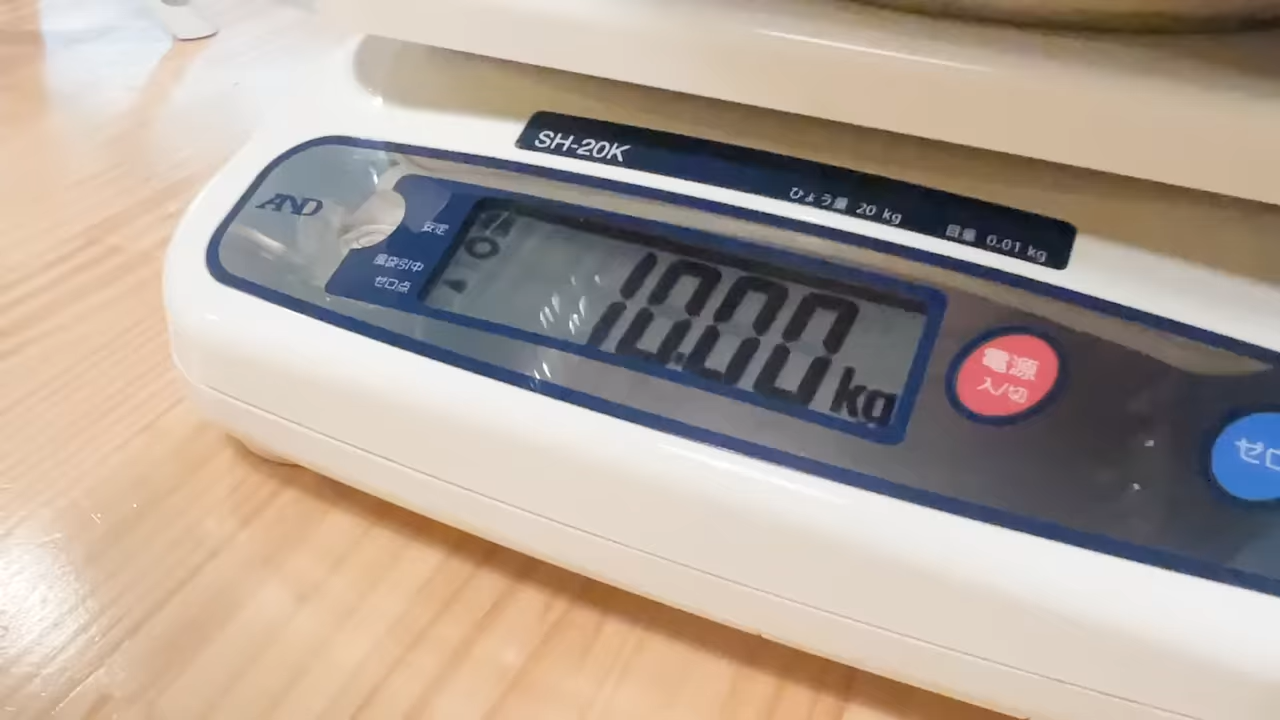 SH-20K
ひょう量 20 kg
目量 0.01 kg
AND
安定
風袋引中
ゼロ点
10.00 kg
電源
入/切
ゼロ